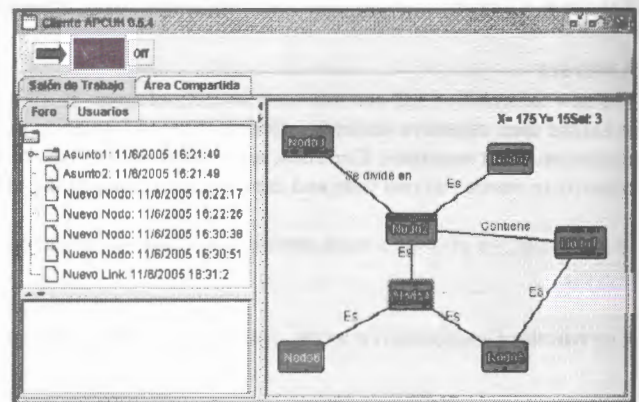 Cliente APCUN 0.5.4
Off
Salón de Trabajo Área Compartida
Foro Usuarios
Asunto1: 11/6/2005 16:21:49
Asunto2: 11/6/2005 16:21:49
Nuevo Nodo: 11/6/2005 16:22:17
Nuevo Nodo: 11/6/2005 16:22:26
Nuevo Nodo: 11/6/2005 16:30:38
Nuevo Nodo: 11/6/2005 16:30:51
Nuevo Link: 11/6/2005 16:31:2
X= 175 Y= 15Sat: 3
Se divide en
Es
Nodo2
Contiene
Es
Es
Es
Es
Nodo6